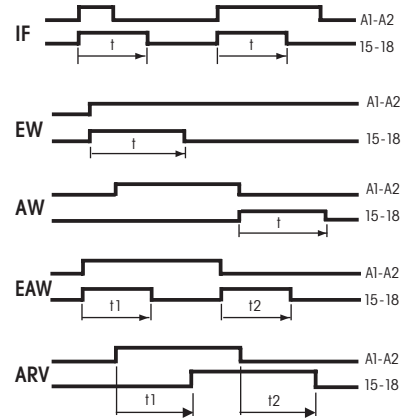 A1-A2
IF
t t
15-18
A1-A2
EW
t
15-18
A1-A2
AW
15-18
t
A1-A2
EAW
t1 t2
15-18
A1-A2
ARV
15-18
t1 t2